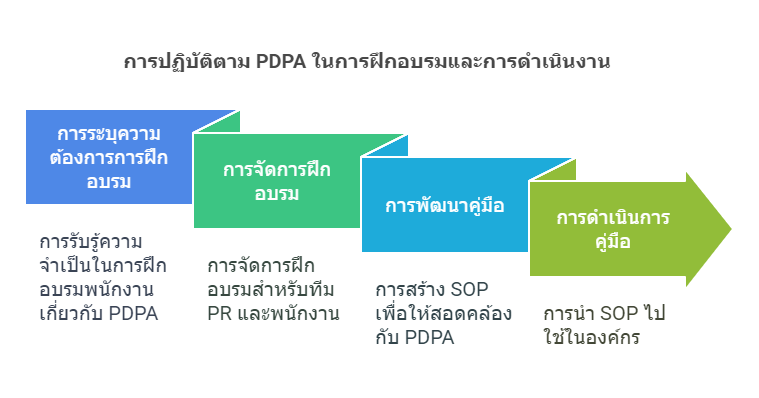 การปฏิบัติตาม PDPA ในการฝึกอบรมและการดำเนินงาน
การระบุความ
ต้องการการฝึก
อบรม
การรับรู้ความ
จำเป็นในการฝึก
อบรมพนักงาน
เกี่ยวกับ PDPA
การจัดการฝึก
อบรม
การจัดการฝึก
อบรมสำหรับทีม
PR และพนักงาน
การพัฒนาคู่มือ
การสร้าง SOP
เพื่อให้สอดคล้อง
กับ PDPA
การดำเนินการ
คู่มือ
การนำ SOP ไป
ใช้ในองค์กร